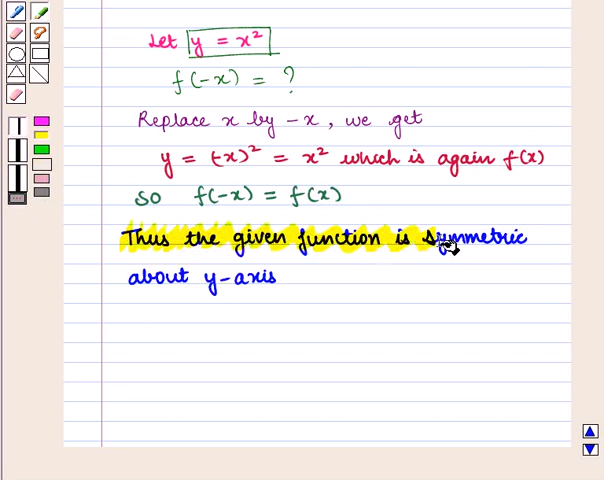 Let y = x²
f(-x) = ?
Replace x by -x, we get
y = (-x)² = x² which is again f(x)
So f(-x) = f(x)
Thus the given function is symmetric
about y-axis